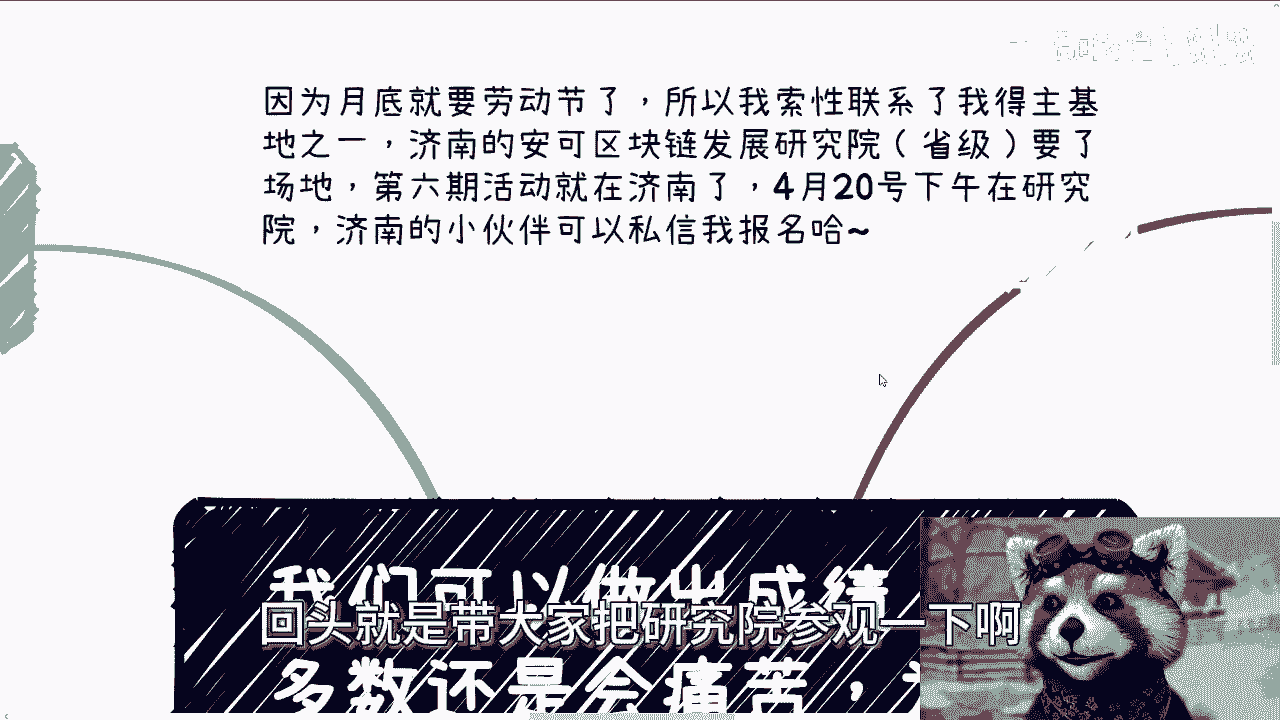 因为月底就要劳动节了，所以我索性联系了我得主基
地之一，济南的安可区块链发展研究院（省级）要了
场地，第六期活动就在济南了，4月20号下午在研究
院，济南的小伙伴可以私信我报名哈~
我们可以做出成绩
回头就是带大家把研究院参观一下啊
多数还是会痛苦，